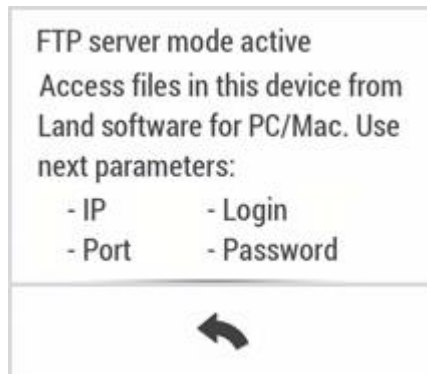 FTP server mode active
Access files in this device from
Land software for PC/Mac. Use
next parameters:
- IP - Login
- Port - Password